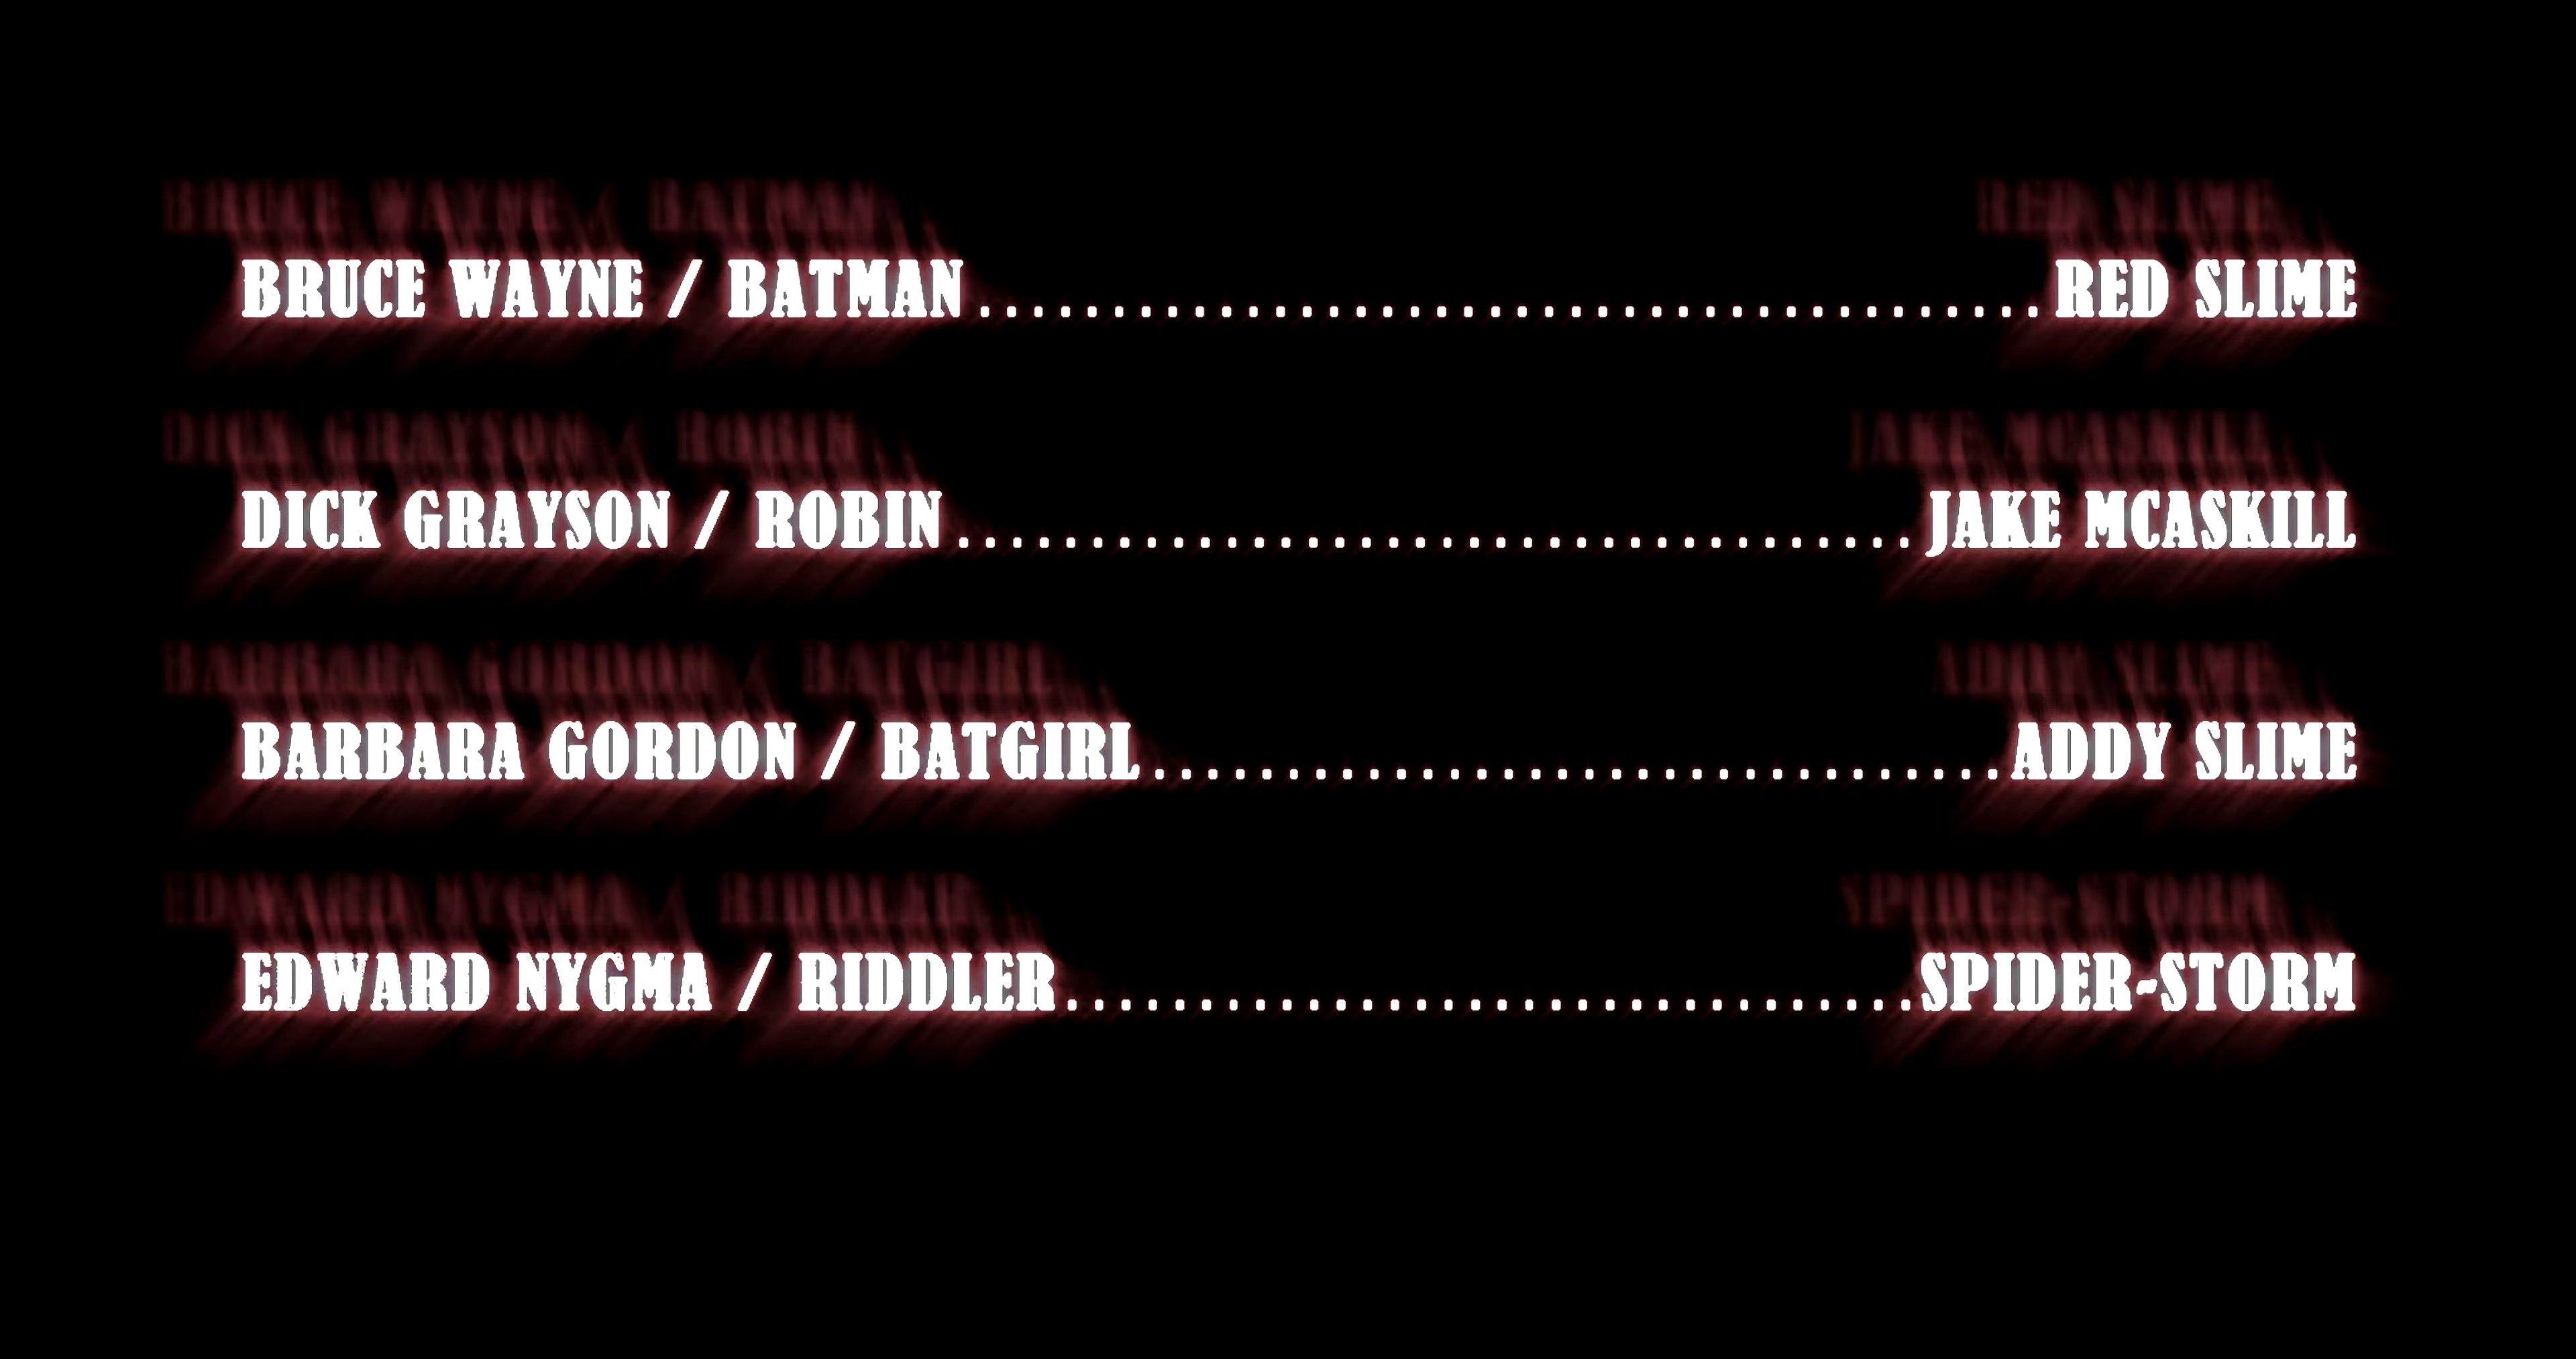 BRUCE WAYNE / BATMAN........................................RED SLIME
DICK GRAYSON / ROBIN....................................JAKE MCASKILL
BARBARA GORDON / BATGIRL................................ADDY SLIME
EDWARD NYGMA / RIDDLER................................SPIDER-STORM